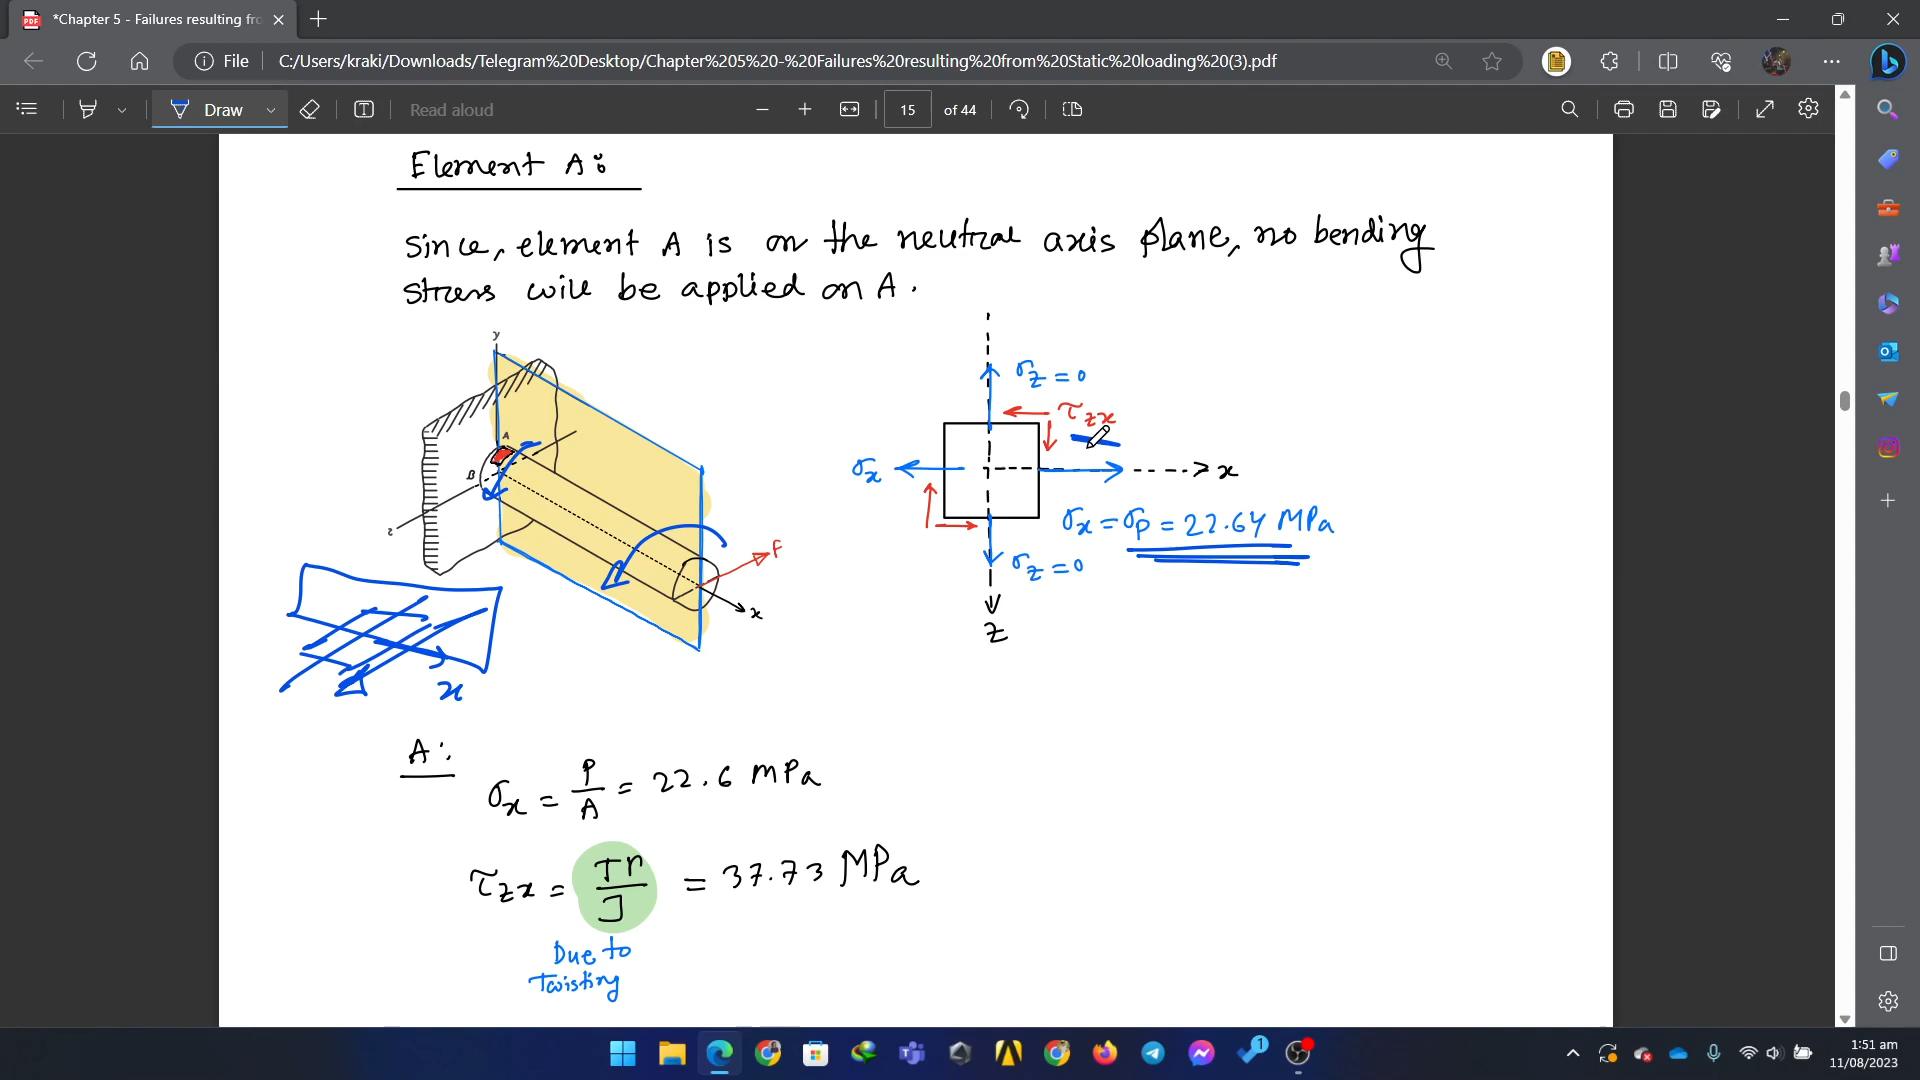 *Chapter 5 - Failures resulting fro
File
C:/Users/kraki/Downloads/Telegram%20Desktop/Chapter%205%20-%20Failures%20resulting%20from%20Static%20loading%20(3).pdf
Draw
Read aloud
15
of 44
Element A:
Since, element A is on the neutral axis plane, no bending
stress will be applied on A.
y
A
B
z
F
x
x
σz = 0
τzx
σx
x
σx = σp = 22.64 MPa
σz = 0
z
A:
σx = P/A = 22.6 MPa
τzx = Tr/J = 37.73 MPa
Due to
Twisting
1
1:51 am
11/08/2023